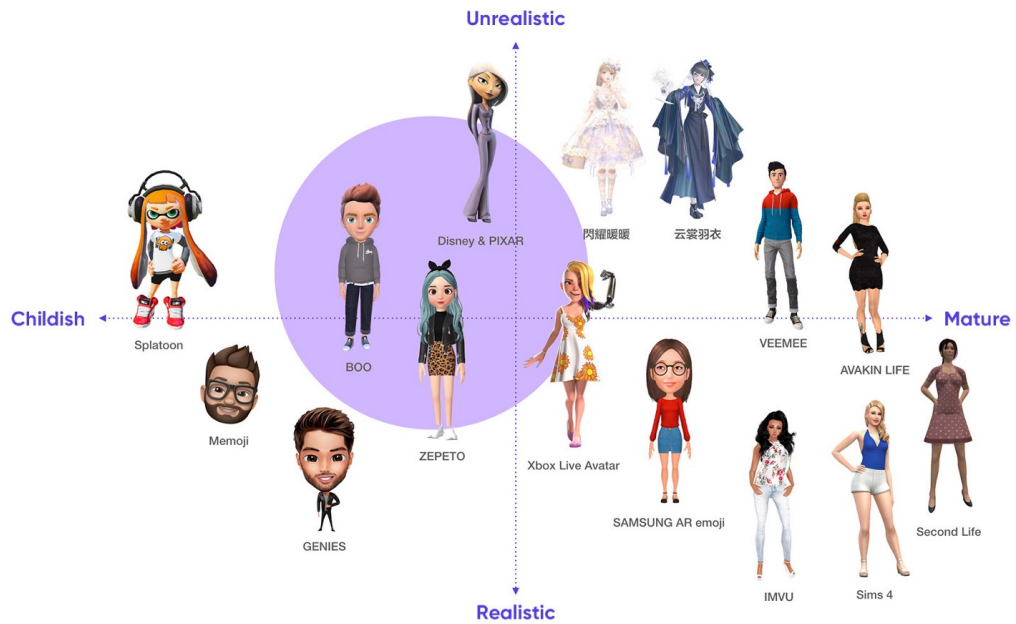 Unrealistic
Disney & PIXAR
閃耀暖暖
云裳羽衣
Childish
Mature
Splatoon
VEEMEE
BOO
AVAKIN LIFE
Memoji
ZEPETO
Xbox Live Avatar
SAMSUNG AR emoji
Second Life
GENIES
IMVU
Sims 4
Realistic